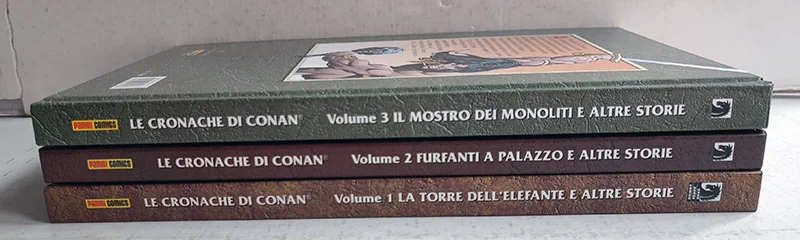 PANINI COMICS LE CRONACHE DI CONAN® Volume 3 IL MOSTRO DEI MONOLITI E ALTRE STORIE
PANINI COMICS LE CRONACHE DI CONAN® Volume 2 FURFANTI A PALAZZO E ALTRE STORIE
PANINI COMICS LE CRONACHE DI CONAN® Volume 1 LA TORRE DELL'ELEFANTE E ALTRE STORIE